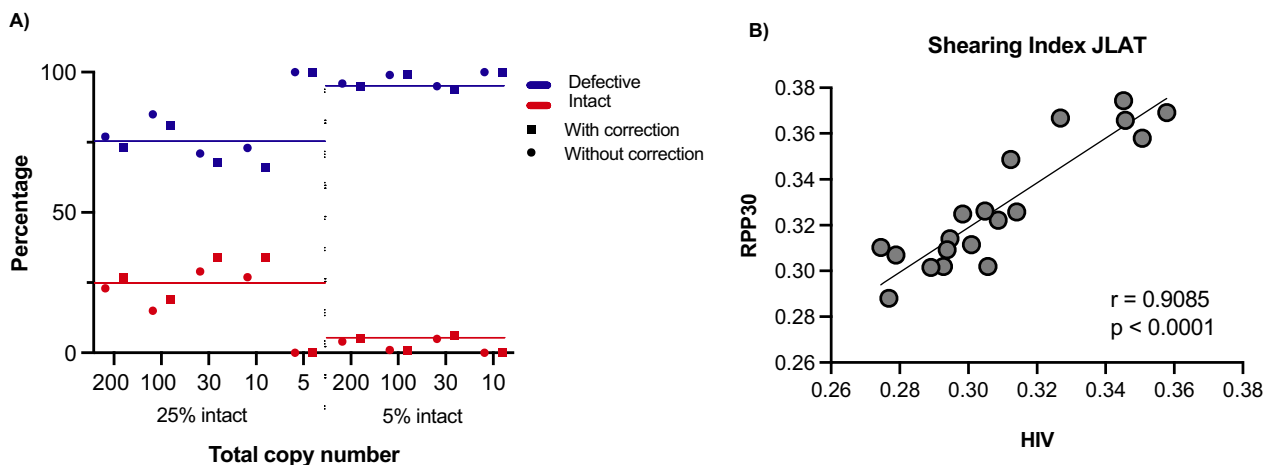 A)
Percentage
100
50
0
200 100 30 10 5 200 100 30 10
25% intact 5% intact
Total copy number
Defective
Intact
With correction
Without correction
B)
Shearing Index JLAT
RPP30
0.38
0.36
0.34
0.32
0.30
0.28
0.26
r = 0.9085
p < 0.0001
0.26 0.28 0.30 0.32 0.34 0.36 0.38
HIV